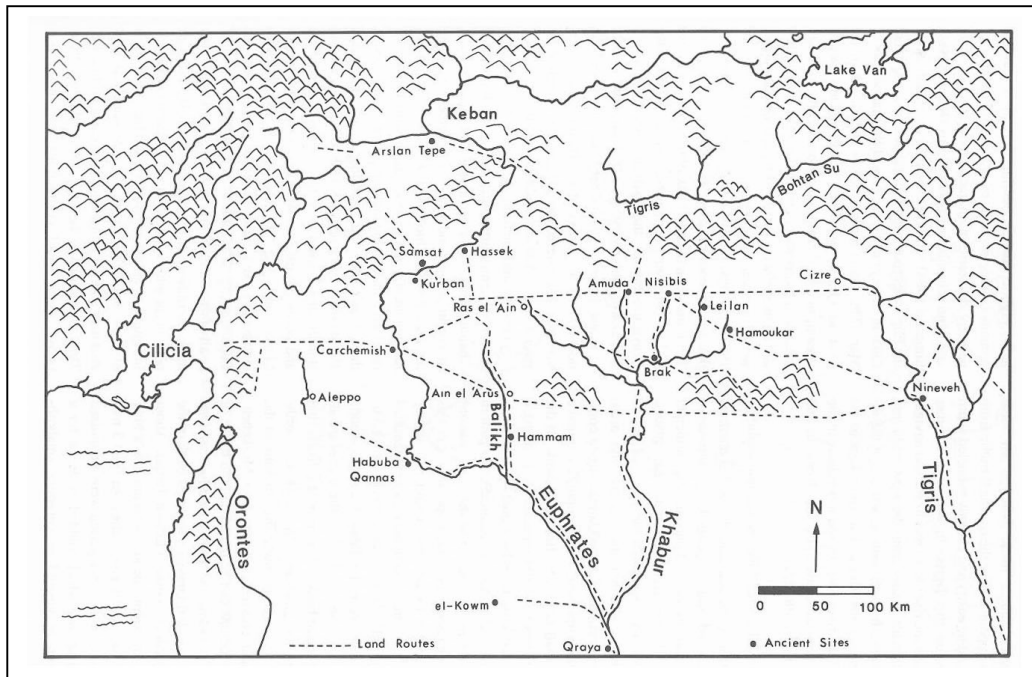 Lake Van
Keban
Arslan Tepe
Bohtan Su
Tigris
Samsat
Hassek
Kurban
Cizre
Amuda
Nisibis
Ras el 'Ain
Leilan
Hamoukar
Cilicia
Carchemish
Brak
Nineveh
Aleppo
Ain el 'Arus
Balikh
Hammam
Habuba
Qannas
Tigris
Orontes
Euphrates
Khabur
N
el-Kowm
0 50 100 Km
Land Routes
Qraya
Ancient Sites